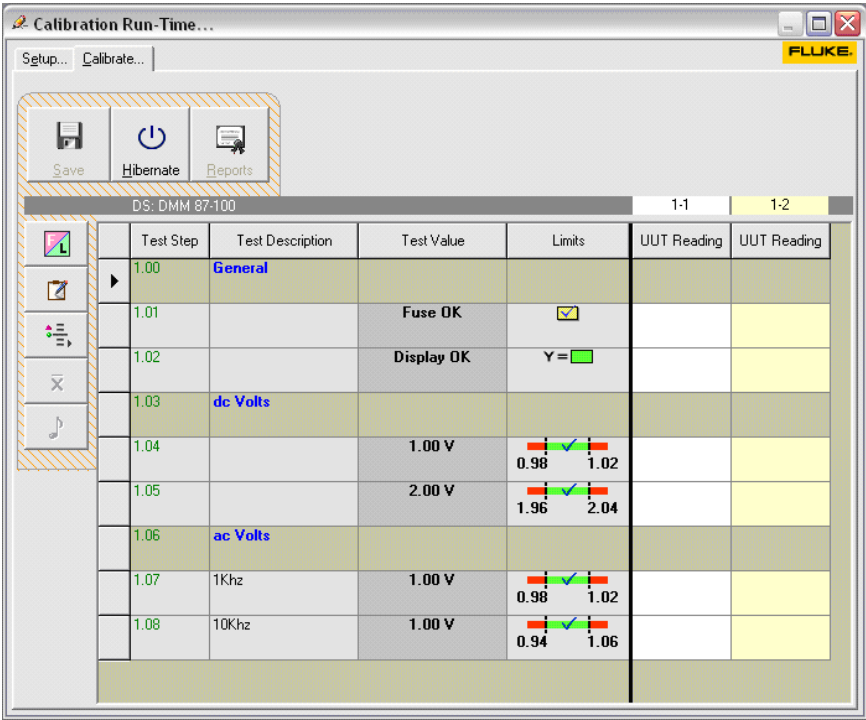 Calibration Run-Time...
Setup... Calibrate...
FLUKE.
Save Hibernate Reports
DS: DMM 87-100 1-1 1-2
Test Step Test Description Test Value Limits UUT Reading UUT Reading
1.00 General
1.01 Fuse OK
1.02 Display OK Y=
1.03 dc Volts
1.04 1.00 V
0.98 1.02
1.05 2.00 V
1.96 2.04
1.06 ac Volts
1.07 1Khz 1.00 V
0.98 1.02
1.08 10Khz 1.00 V
0.94 1.06
F L
x